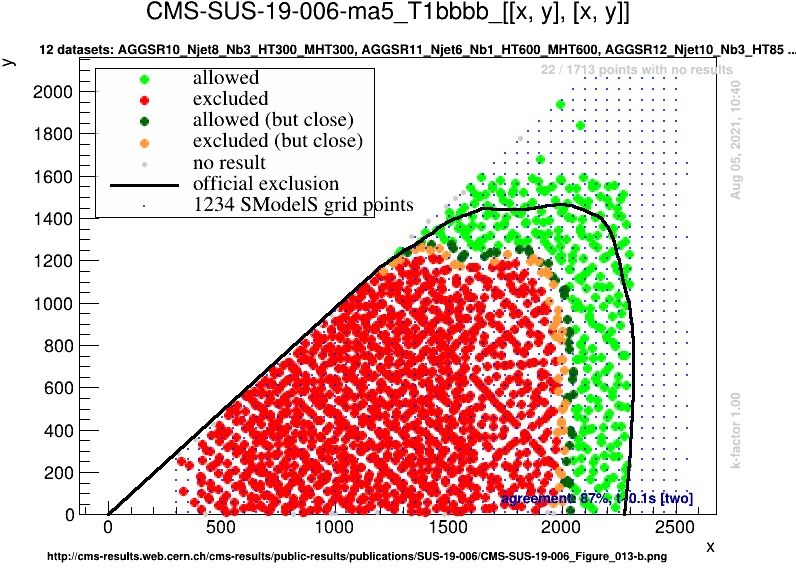 CMS-SUS-19-006-ma5_T1bbbb_[[x, y], [x, y]]
12 datasets: AGGSR10_Njet8_Nb3_HT300_MHT300, AGGSR11_Njet6_Nb1_HT600_MHT600, AGGSR12_Njet10_Nb3_HT85 ...
y
22 / 1713 points with no results
allowed
excluded
allowed (but close)
excluded (but close)
no result
official exclusion
1234 SModelS grid points
2000
1800
1600
1400
1200
1000
800
600
400
200
0
Aug 05, 2021, 10:40
k-factor 1.00
agreement: 87%, t~0.1s [two]
0
500
1000
1500
2000
2500
x
http://cms-results.web.cern.ch/cms-results/public-results/publications/SUS-19-006/CMS-SUS-19-006_Figure_013-b.png